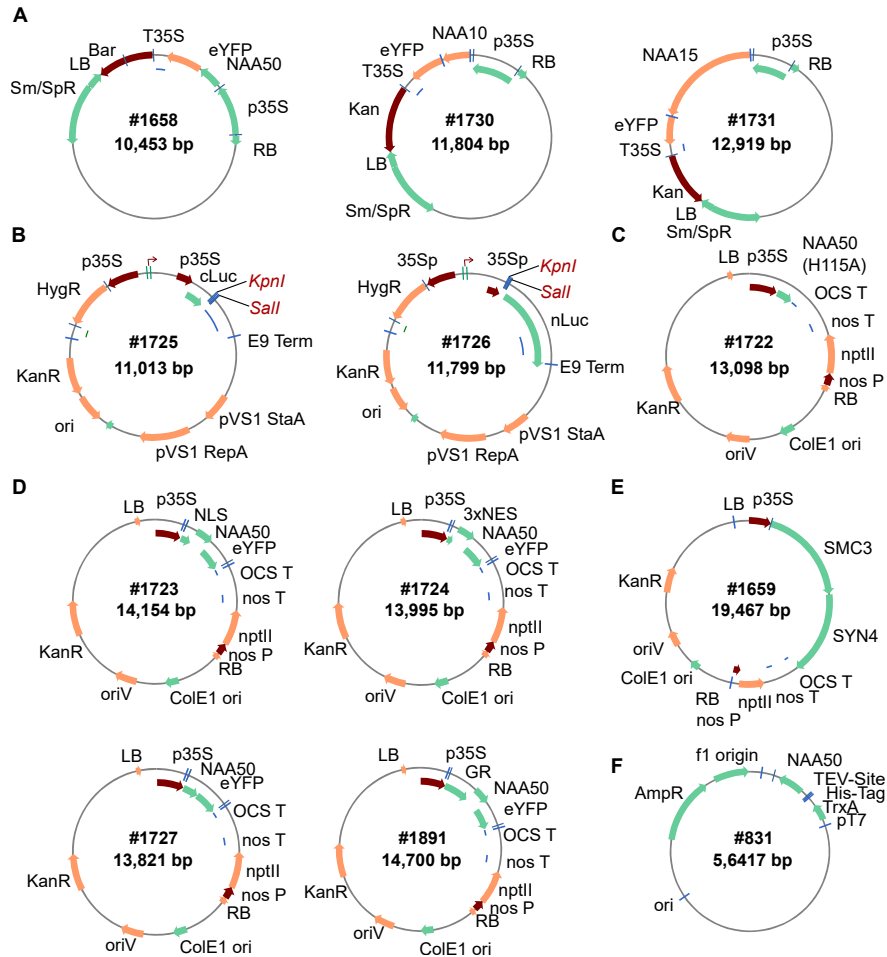 A
T35S
Bar
eYFP
LB
NAA50
Sm/SpR
p35S
#1658
10,453 bp
RB
NAA10
eYFP
p35S
T35S
RB
Kan
#1730
11,804 bp
LB
Sm/SpR
NAA15
p35S
RB
#1731
12,919 bp
eYFP
T35S
Kan
LB
Sm/SpR
B
p35S
p35S
cLuc
KpnI
HygR
SalI
#1725
11,013 bp
E9 Term
KanR
ori
pVS1 StaA
pVS1 RepA
35Sp
35Sp
KpnI
HygR
SalI
nLuc
#1726
11,799 bp
E9 Term
KanR
ori
pVS1 StaA
pVS1 RepA
C
LB
p35S
NAA50
(H115A)
OCS T
nos T
#1722
13,098 bp
nptII
nos P
RB
KanR
ColE1 ori
oriV
D
LB
p35S
NLS
NAA50
eYFP
OCS T
#1723
14,154 bp
nos T
nptII
KanR
nos P
RB
oriV
ColE1 ori
LB
p35S
3xNES
NAA50
eYFP
OCS T
#1724
13,995 bp
nos T
nptII
KanR
nos P
RB
oriV
ColE1 ori
LB
p35S
NAA50
eYFP
OCS T
#1727
13,821 bp
nos T
nptII
KanR
nos P
RB
oriV
ColE1 ori
LB
p35S
GR
NAA50
eYFP
OCS T
#1891
14,700 bp
nos T
KanR
nptII
nos P
RB
oriV
ColE1 ori
E
LB
p35S
SMC3
KanR
#1659
19,467 bp
SYN4
oriV
ColE1 ori
OCS T
RB
nptII
nos T
nos P
F
f1 origin
NAA50
TEV-Site
AmpR
His-Tag
TrxA
pT7
#831
5,6417 bp
ori